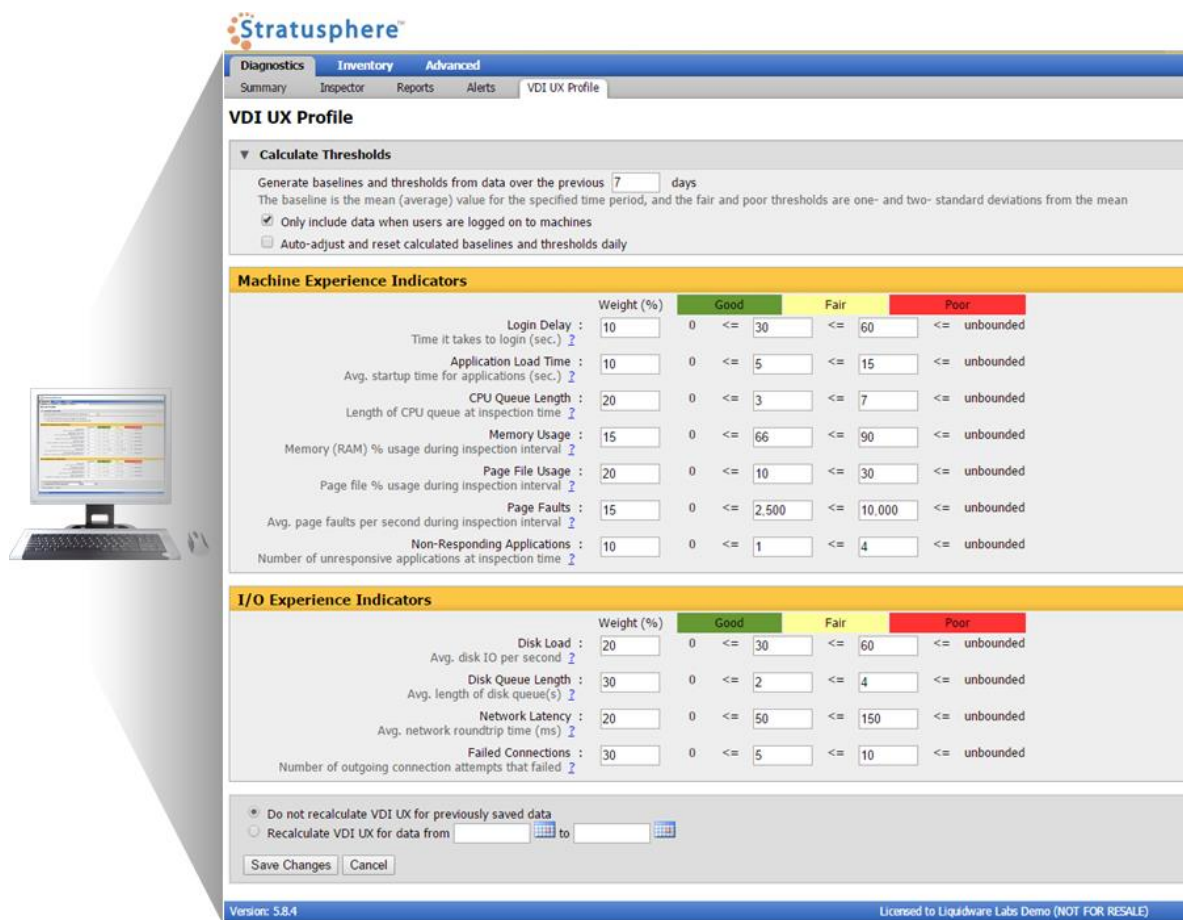 Stratusphere™
Diagnostics Inventory Advanced
Summary Inspector Reports Alerts VDI UX Profile
VDI UX Profile
▼ Calculate Thresholds
Generate baselines and thresholds from data over the previous 7 days
The baseline is the mean (average) value for the specified time period, and the fair and poor thresholds are one- and two- standard deviations from the mean
Only include data when users are logged on to machines
Auto-adjust and reset calculated baselines and thresholds daily
Machine Experience Indicators
Weight (%) Good Fair Poor
Login Delay : 10 0 <= 30 <= 60 <= unbounded
Time it takes to login (sec.) ?
Application Load Time : 10 0 <= 5 <= 15 <= unbounded
Avg. startup time for applications (sec.) ?
CPU Queue Length : 20 0 <= 3 <= 7 <= unbounded
Length of CPU queue at inspection time ?
Memory Usage : 15 0 <= 66 <= 90 <= unbounded
Memory (RAM) % usage during inspection interval ?
Page File Usage : 20 0 <= 10 <= 30 <= unbounded
Page file % usage during inspection interval ?
Page Faults : 15 0 <= 2,500 <= 10,000 <= unbounded
Avg. page faults per second during inspection interval ?
Non-Responding Applications : 10 0 <= 1 <= 4 <= unbounded
Number of unresponsive applications at inspection time ?
I/O Experience Indicators
Weight (%) Good Fair Poor
Disk Load : 20 0 <= 30 <= 60 <= unbounded
Avg. disk IO per second ?
Disk Queue Length : 30 0 <= 2 <= 4 <= unbounded
Avg. length of disk queue(s) ?
Network Latency : 20 0 <= 50 <= 150 <= unbounded
Avg. network roundtrip time (ms) ?
Failed Connections : 30 0 <= 5 <= 10 <= unbounded
Number of outgoing connection attempts that failed ?
Do not recalculate VDI UX for previously saved data
Recalculate VDI UX for data from to
Save Changes Cancel
Version: 5.8.4 Licensed to Liquidware Labs Demo (NOT FOR RESALE)